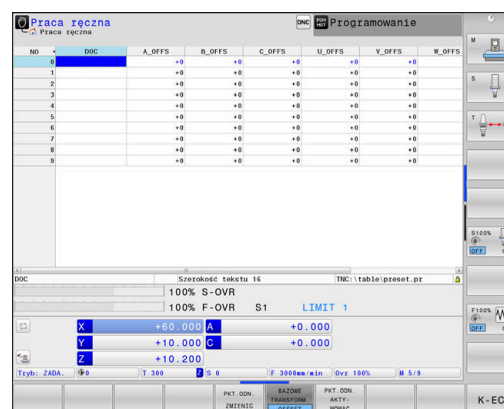 Praca ręczna
Praca ręczna
DNC
Programowanie
NO DOC A_OFFS B_OFFS C_OFFS U_OFFS V_OFFS W_OFFS
0 +0 +0 +0 +0 +0
1 +0 +0 +0 +0 +0
2 +0 +0 +0 +0 +0
3 +0 +0 +0 +0 +0
4 +0 +0 +0 +0 +0
5 +0 +0 +0 +0 +0
6 +0 +0 +0 +0 +0
7 +0 +0 +0 +0 +0
8 +0 +0 +0 +0 +0
9 +0 +0 +0 +0 +0
DOC Szerokość tekstu 16 TNC:\table\preset.pr
100% S-OVR
100% F-OVR S1 LIMIT 1
X +60.000 A +0.000
Y +10.000 C +0.000
Z +10.200
Tryb: ZADA. 0 T 300 Z S 0 F 3000mm/min Ovr 100% M 5/9
M
S
T
S100%
OFF
F100%
OFF
PKT.ODN.
ZMIENIC
BAZOWE
TRANSFORM
OFFSET
PKT.ODN.
AKTY-
K-EC